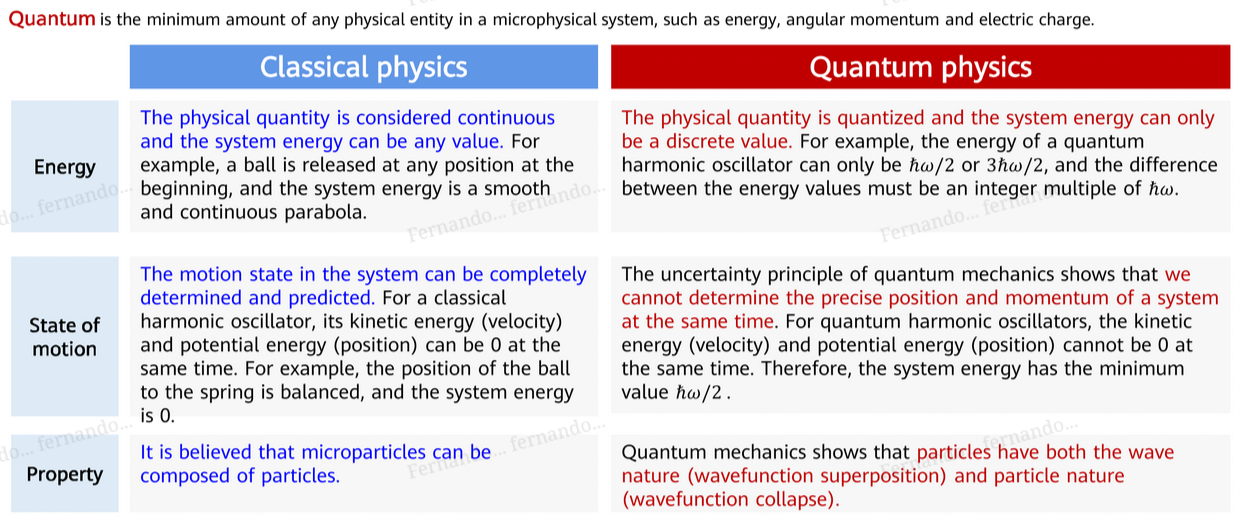 Quantum is the minimum amount of any physical entity in a microphysical system, such as energy, angular momentum and electric charge.
Classical physics
Quantum physics
Energy
The physical quantity is considered continuous
and the system energy can be any value. For
example, a ball is released at any position at the
beginning, and the system energy is a smooth
and continuous parabola.
The physical quantity is quantized and the system energy can only
be a discrete value. For example, the energy of a quantum
harmonic oscillator can only be ℏω/2 or 3ℏω/2, and the difference
between the energy values must be an integer multiple of ℏω.
State of
motion
The motion state in the system can be completely
determined and predicted. For a classical
harmonic oscillator, its kinetic energy (velocity)
and potential energy (position) can be 0 at the
same time. For example, the position of the ball
to the spring is balanced, and the system energy
is 0.
The uncertainty principle of quantum mechanics shows that we
cannot determine the precise position and momentum of a system
at the same time. For quantum harmonic oscillators, the kinetic
energy (velocity) and potential energy (position) cannot be 0 at
the same time. Therefore, the system energy has the minimum
value ℏω/2 .
Property
It is believed that microparticles can be
composed of particles.
Quantum mechanics shows that particles have both the wave
nature (wavefunction superposition) and particle nature
(wavefunction collapse).
do... fernando...
Fernando... fernando...
Fernando... fernando...
do... fernando...
Fernando... fernando...
Fernando... fernando...